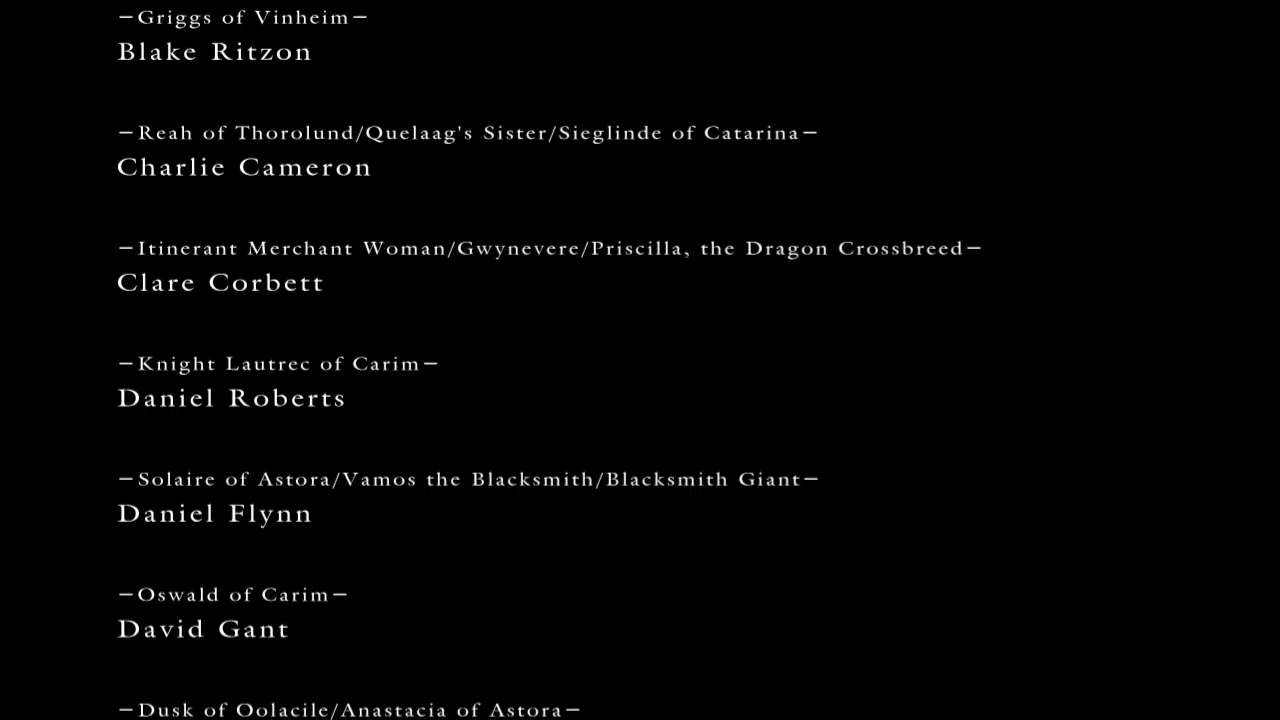 —Griggs of Vinheim—
Blake Ritzon
—Reah of Thorolund/Quelaag's Sister/Sieglinde of Catarina—
Charlie Cameron
—Itinerant Merchant Woman/Gwynevere/Priscilla, the Dragon Crossbreed—
Clare Corbett
—Knight Lautrec of Carim—
Daniel Roberts
—Solaire of Astora/Vamos the Blacksmith/Blacksmith Giant—
Daniel Flynn
—Oswald of Carim—
David Gant
—Dusk of Oolacile/Anastacia of Astora—